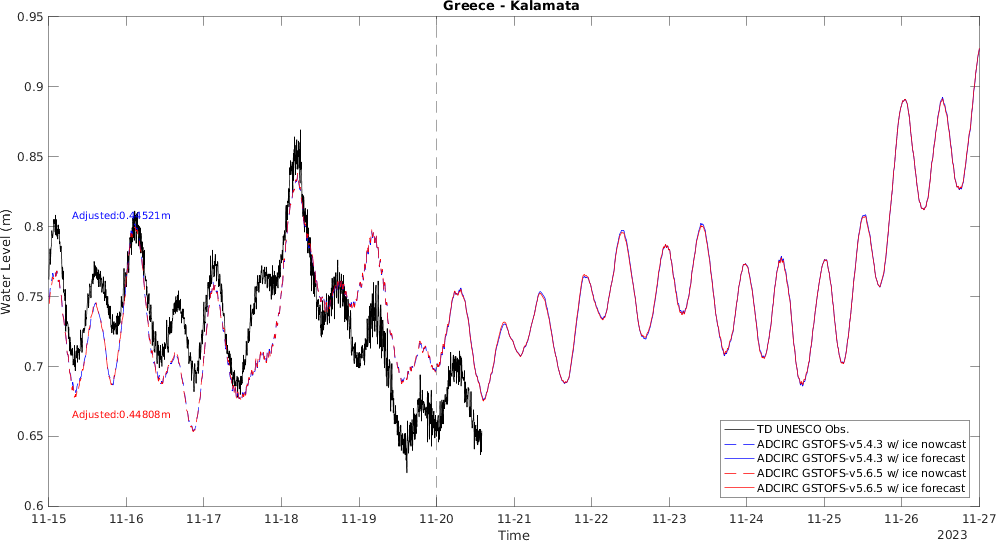 Greece - Kalamata
0.95
0.9
0.85
0.8
0.75
0.7
0.65
0.6
Water Level (m)
Adjusted:0.44521m
Adjusted:0.44808m
TD UNESCO Obs.
ADCIRC GSTOFS-v5.4.3 w/ ice nowcast
ADCIRC GSTOFS-v5.4.3 w/ ice forecast
ADCIRC GSTOFS-v5.6.5 w/ ice nowcast
ADCIRC GSTOFS-v5.6.5 w/ ice forecast
11-15 11-16 11-17 11-18 11-19 11-20 11-21 11-22 11-23 11-24 11-25 11-26 11-27
Time
2023